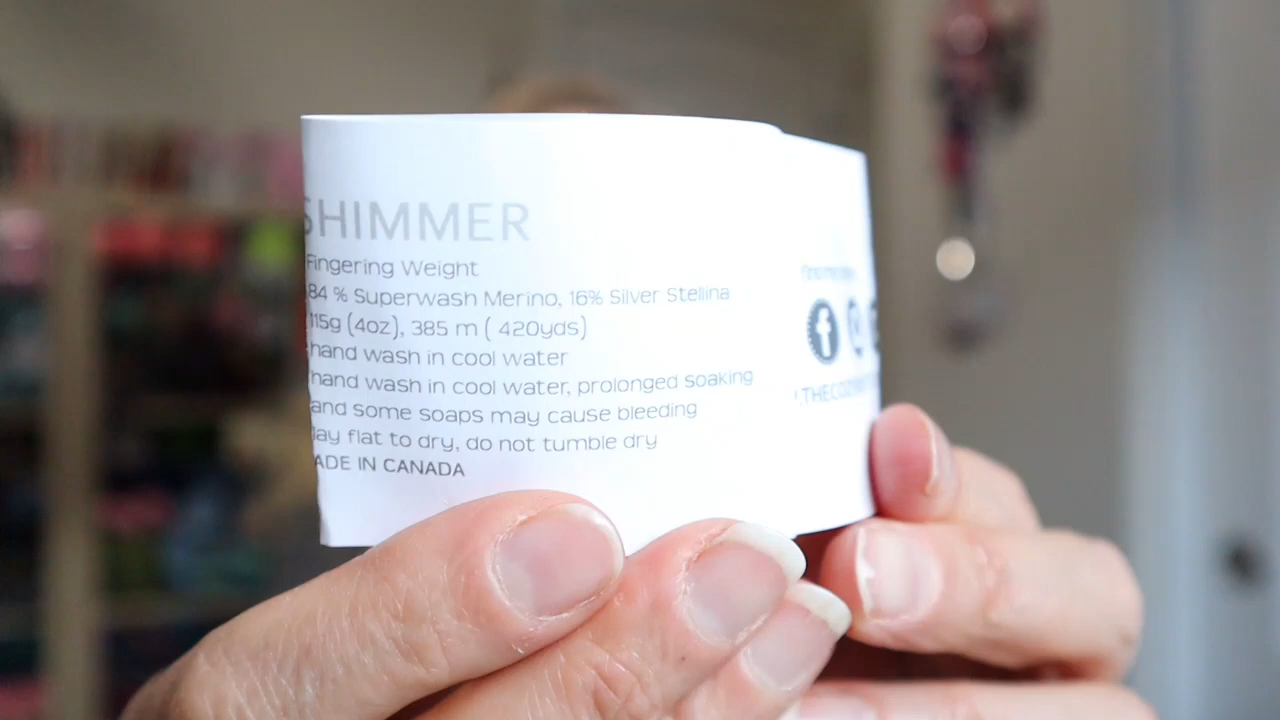 SHIMMER
Fingering Weight
84 % Superwash Merino, 16% Silver Stellina
115g (4oz), 385 m ( 420yds)
hand wash in cool water
hand wash in cool water, prolonged soaking
and some soaps may cause bleeding
lay flat to dry, do not tumble dry
ADE IN CANADA